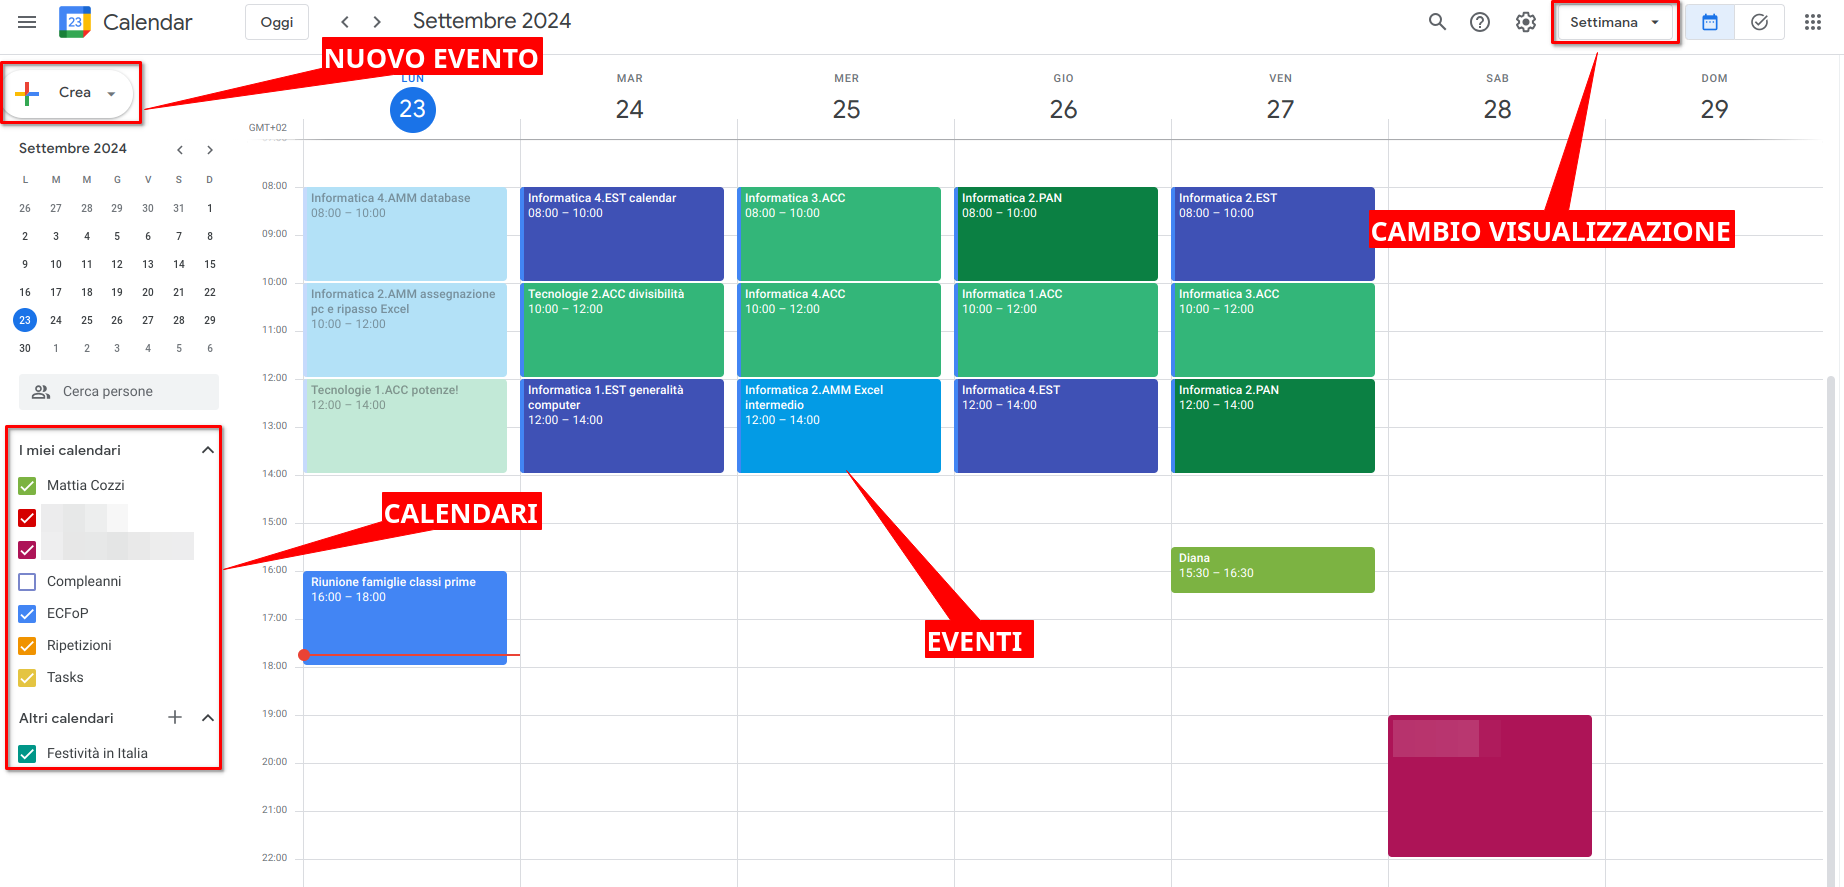 23
Calendar
Oggi
Settembre 2024
Settimana
NUOVO EVENTO
Crea
LUN
MAR
MER
GIO
VEN
SAB
DOM
23
24
25
26
27
28
29
GMT+02
Settembre 2024
L M M G V S D
26 27 28 29 30 31 1
2 3 4 5 6 7 8
9 10 11 12 13 14 15
16 17 18 19 20 21 22
23 24 25 26 27 28 29
30 1 2 3 4 5 6
Cerca persone
I miei calendari
Mattia Cozzi
Compleanni
ECFoP
Ripetizioni
Tasks
Altri calendari
Festività in Italia
CALENDARI
08:00
09:00
10:00
11:00
12:00
13:00
14:00
15:00
16:00
17:00
18:00
19:00
20:00
21:00
22:00
Informatica 4.AMM database
08:00 – 10:00
Informatica 2.AMM assegnazione
pc e ripasso Excel
10:00 – 12:00
Tecnologie 1.ACC potenze!
12:00 – 14:00
Riunione famiglie classi prime
16:00 – 18:00
Informatica 4.EST calendar
08:00 – 10:00
Tecnologie 2.ACC divisibilità
10:00 – 12:00
Informatica 1.EST generalità
computer
12:00 – 14:00
Informatica 3.ACC
08:00 – 10:00
Informatica 4.ACC
10:00 – 12:00
Informatica 2.AMM Excel
intermedio
12:00 – 14:00
Informatica 2.PAN
08:00 – 10:00
Informatica 1.ACC
10:00 – 12:00
Informatica 4.EST
12:00 – 14:00
Informatica 2.EST
08:00 – 10:00
Informatica 3.ACC
10:00 – 12:00
Informatica 2.PAN
12:00 – 14:00
Diana
15:30 – 16:30
CAMBIO VISUALIZZAZIONE
EVENTI